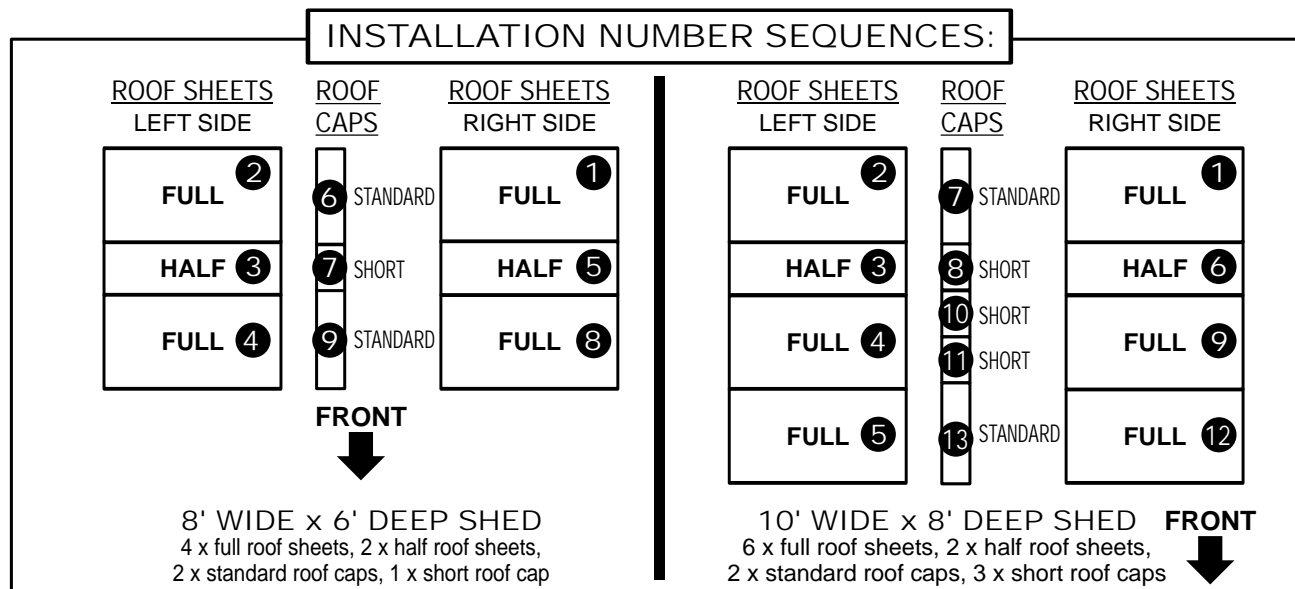 INSTALLATION NUMBER SEQUENCES:
ROOF SHEETS
LEFT SIDE
ROOF
CAPS
ROOF SHEETS
RIGHT SIDE
FULL 2
6 STANDARD
FULL 1
HALF 3
7 SHORT
HALF 5
FULL 4
9 STANDARD
FULL 8
FRONT
8' WIDE x 6' DEEP SHED
4 x full roof sheets, 2 x half roof sheets,
2 x standard roof caps, 1 x short roof cap
ROOF SHEETS
LEFT SIDE
ROOF
CAPS
ROOF SHEETS
RIGHT SIDE
FULL 2
7 STANDARD
FULL 1
HALF 3
8 SHORT
HALF 6
10 SHORT
FULL 4
11 SHORT
FULL 9
FULL 5
13 STANDARD
FULL 12
10' WIDE x 8' DEEP SHED FRONT
6 x full roof sheets, 2 x half roof sheets,
2 x standard roof caps, 3 x short roof caps